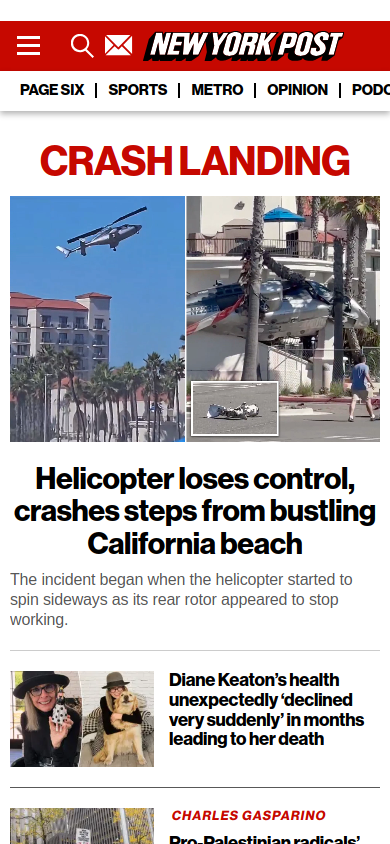 NEW YORK POST
PAGE SIX | SPORTS | METRO | OPINION | PODC
CRASH LANDING
Helicopter loses control,
crashes steps from bustling
California beach
The incident began when the helicopter started to
spin sideways as its rear rotor appeared to stop
working.
Diane Keaton’s health
unexpectedly ‘declined
very suddenly’ in months
leading to her death
CHARLES GASPARINO
Pro-Palestinian radicals’